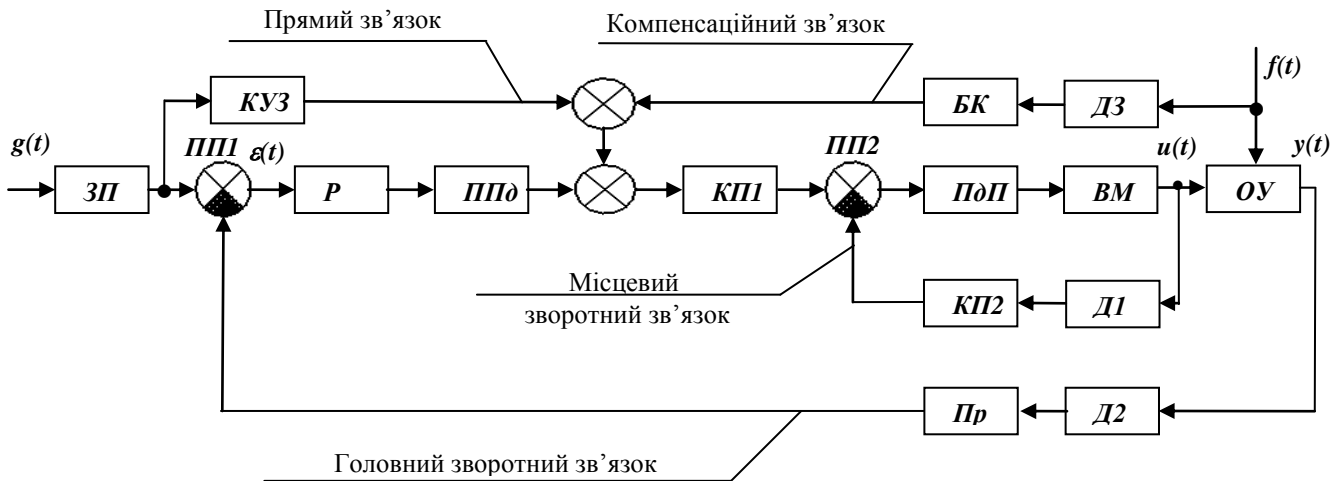 Прямий зв’язок
Компенсаційний зв’язок
f(t)
КУЗ
БК
ДЗ
g(t)
ПП1
ε(t)
ПП2
u(t)
y(t)
ЗП
Р
ППд
КП1
ПдП
ВМ
ОУ
Місцевий
зворотний зв’язок
КП2
Д1
Пр
Д2
Головний зворотний зв’язок